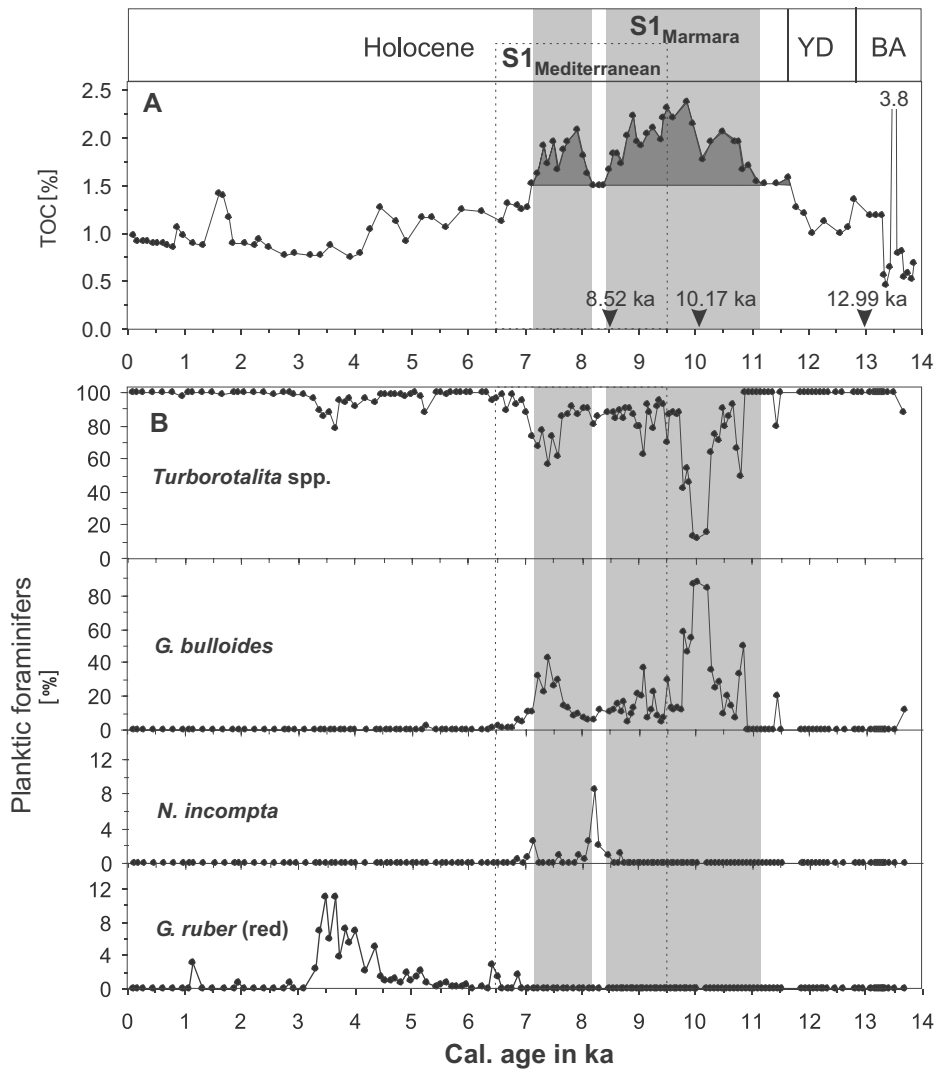 Holocene
S1Mediterranean
S1Marmara
YD
BA
A
3.8
TOC [%]
2.5
2.0
1.5
1.0
0.5
0.0
8.52 ka
10.17 ka
12.99 ka
0 1 2 3 4 5 6 7 8 9 10 11 12 13 14
B
Planktic foraminifers
[%]
100
80
60
40
20
0
Turborotalita spp.
80
60
40
20
0
G. bulloides
12
8
4
0
N. incompta
12
8
4
0
G. ruber (red)
0 1 2 3 4 5 6 7 8 9 10 11 12 13 14
Cal. age in ka